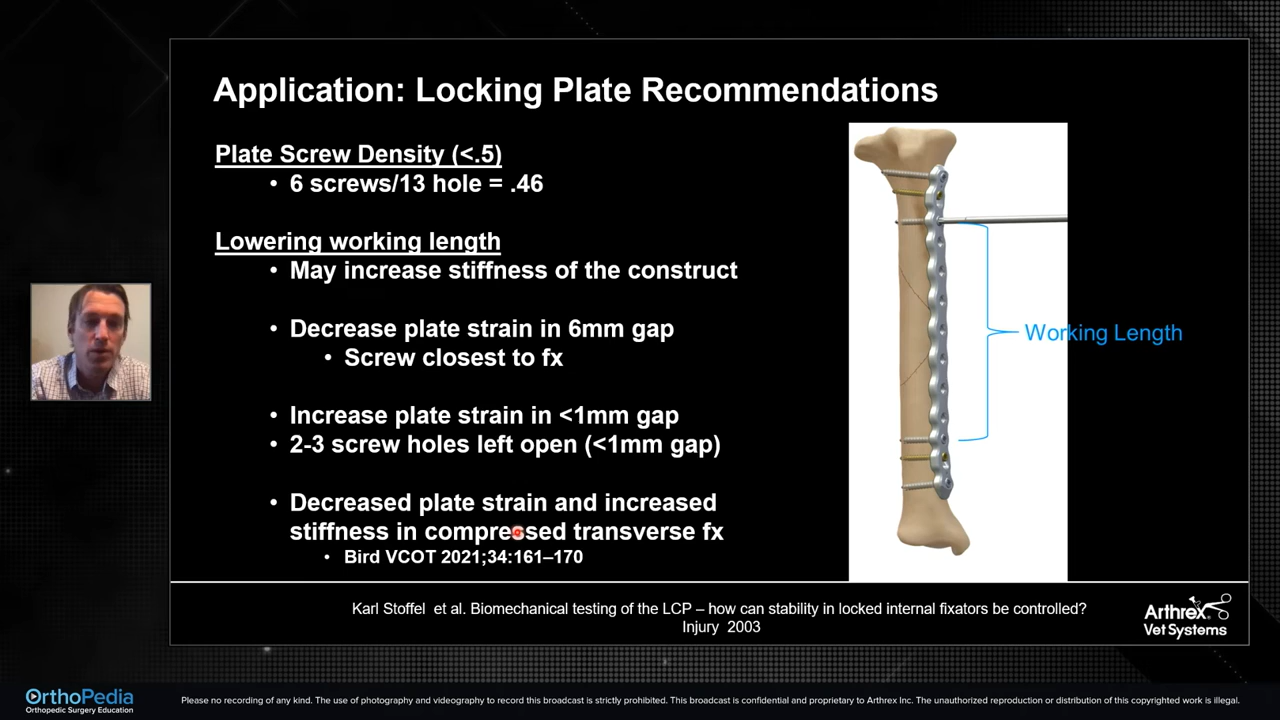 Application: Locking Plate Recommendations
Plate Screw Density (<.5)
• 6 screws/13 hole = .46
Lowering working length
• May increase stiffness of the construct
• Decrease plate strain in 6mm gap
• Screw closest to fx
• Increase plate strain in <1mm gap
• 2-3 screw holes left open (<1mm gap)
• Decreased plate strain and increased
stiffness in compressed transverse fx
• Bird VCOT 2021;34:161–170
Working Length
Karl Stoffel et al. Biomechanical testing of the LCP – how can stability in locked internal fixators be controlled?
Injury 2003
Arthrex
Vet Systems
OrthoPedia
Orthopedic Surgery Education
Please no recording of any kind. The use of photography and videography to record this broadcast is strictly prohibited. This broadcast is confidential and proprietary to Arthrex Inc. The unauthorized reproduction or distribution of this copyrighted work is illegal.